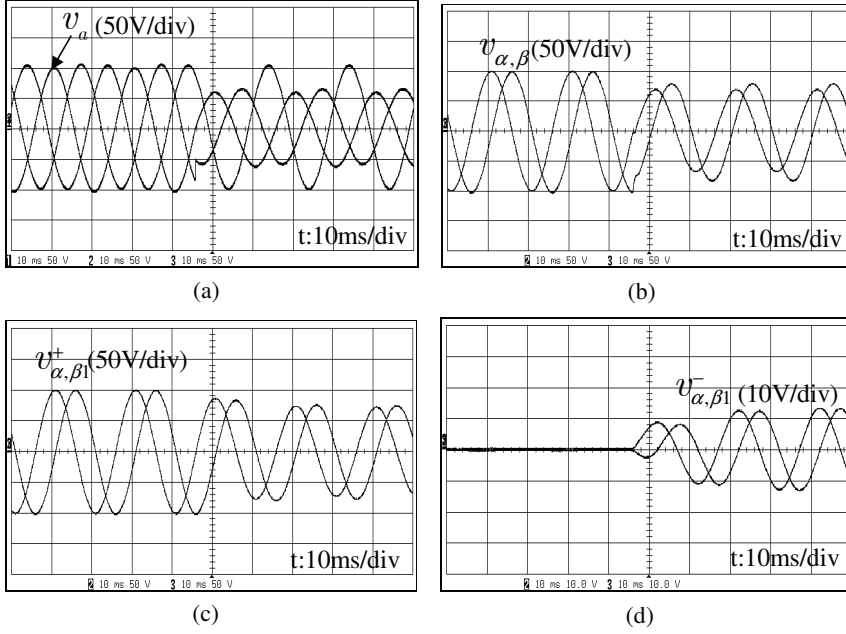 v_a (50V/div)
t:10ms/div
1 10 ms 50 V 2 10 ms 50 V 3 10 ms 50 V
(a)
v_{α,β} (50V/div)
t:10ms/div
2 10 ms 50 V 3 10 ms 50 V
(b)
v⁺_{α,β1} (50V/div)
t:10ms/div
2 10 ms 50 V 3 10 ms 50 V
(c)
v⁻_{α,β1} (10V/div)
t:10ms/div
2 10 ms 10.0 V 3 10 ms 10.0 V
(d)